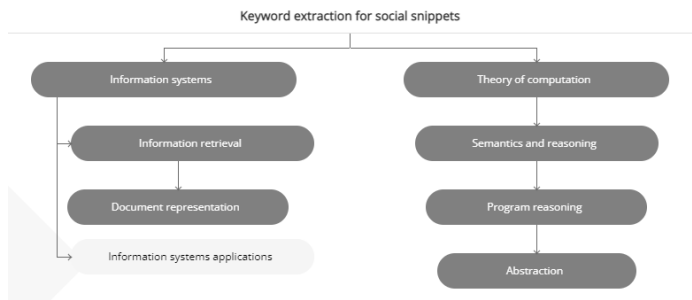 Keyword extraction for social snippets
Information systems
Theory of computation
Information retrieval
Semantics and reasoning
Document representation
Program reasoning
Information systems applications
Abstraction